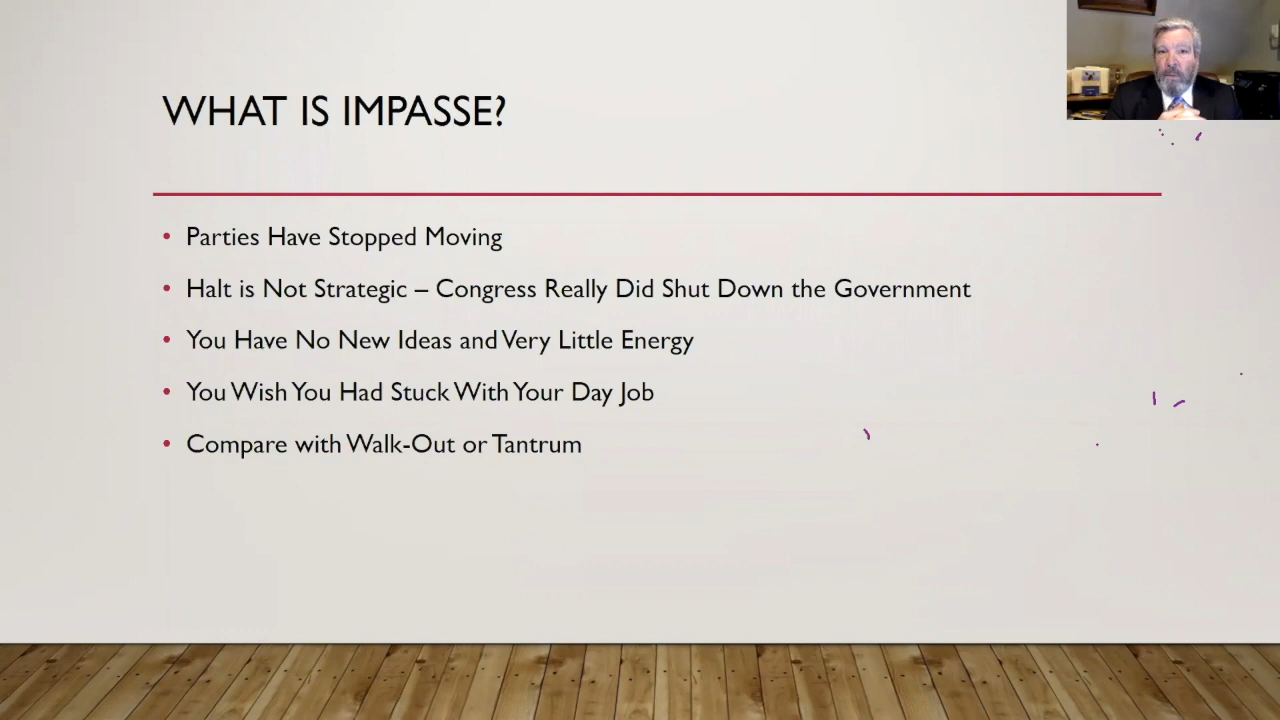 WHAT IS IMPASSE?
• Parties Have Stopped Moving
• Halt is Not Strategic – Congress Really Did Shut Down the Government
• You Have No New Ideas and Very Little Energy
• You Wish You Had Stuck With Your Day Job
• Compare with Walk-Out or Tantrum